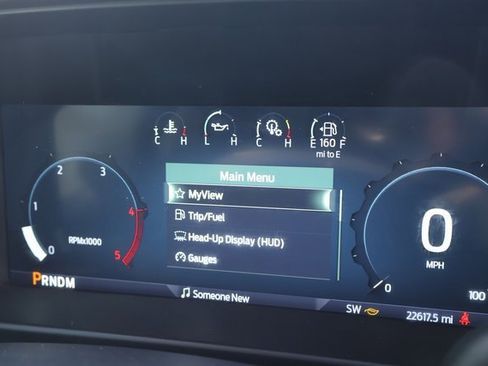 C H L H C H E 160 F
mi to E
Main Menu
MyView
Trip/Fuel
Head-Up Display (HUD)
Gauges
0 1 2 3 4 5
RPMx1000
0
MPH
0 100
PRNDM
Someone New
SW
22617.5 mi